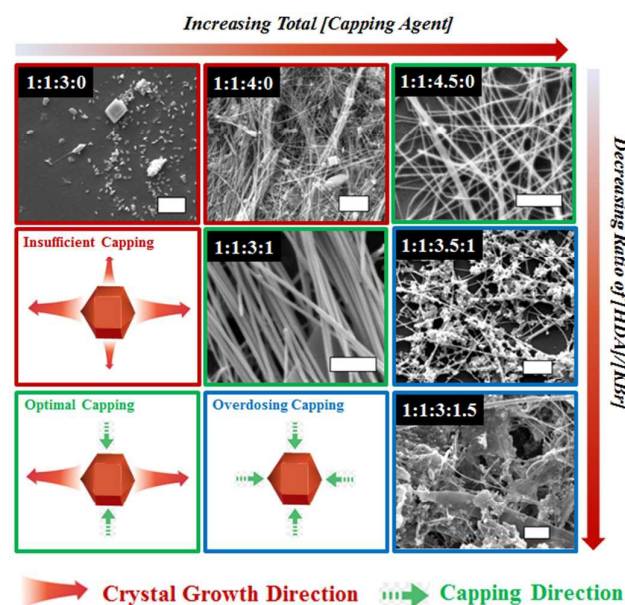 Increasing Total [Capping Agent]
1:1:3:0
1:1:4:0
1:1:4.5:0
Insufficient Capping
1:1:3:1
1:1:3.5:1
Optimal Capping
Overdosing Capping
1:1:3:1.5
Decreasing Ratio of [HDA]/[KBr]
Crystal Growth Direction
Capping Direction